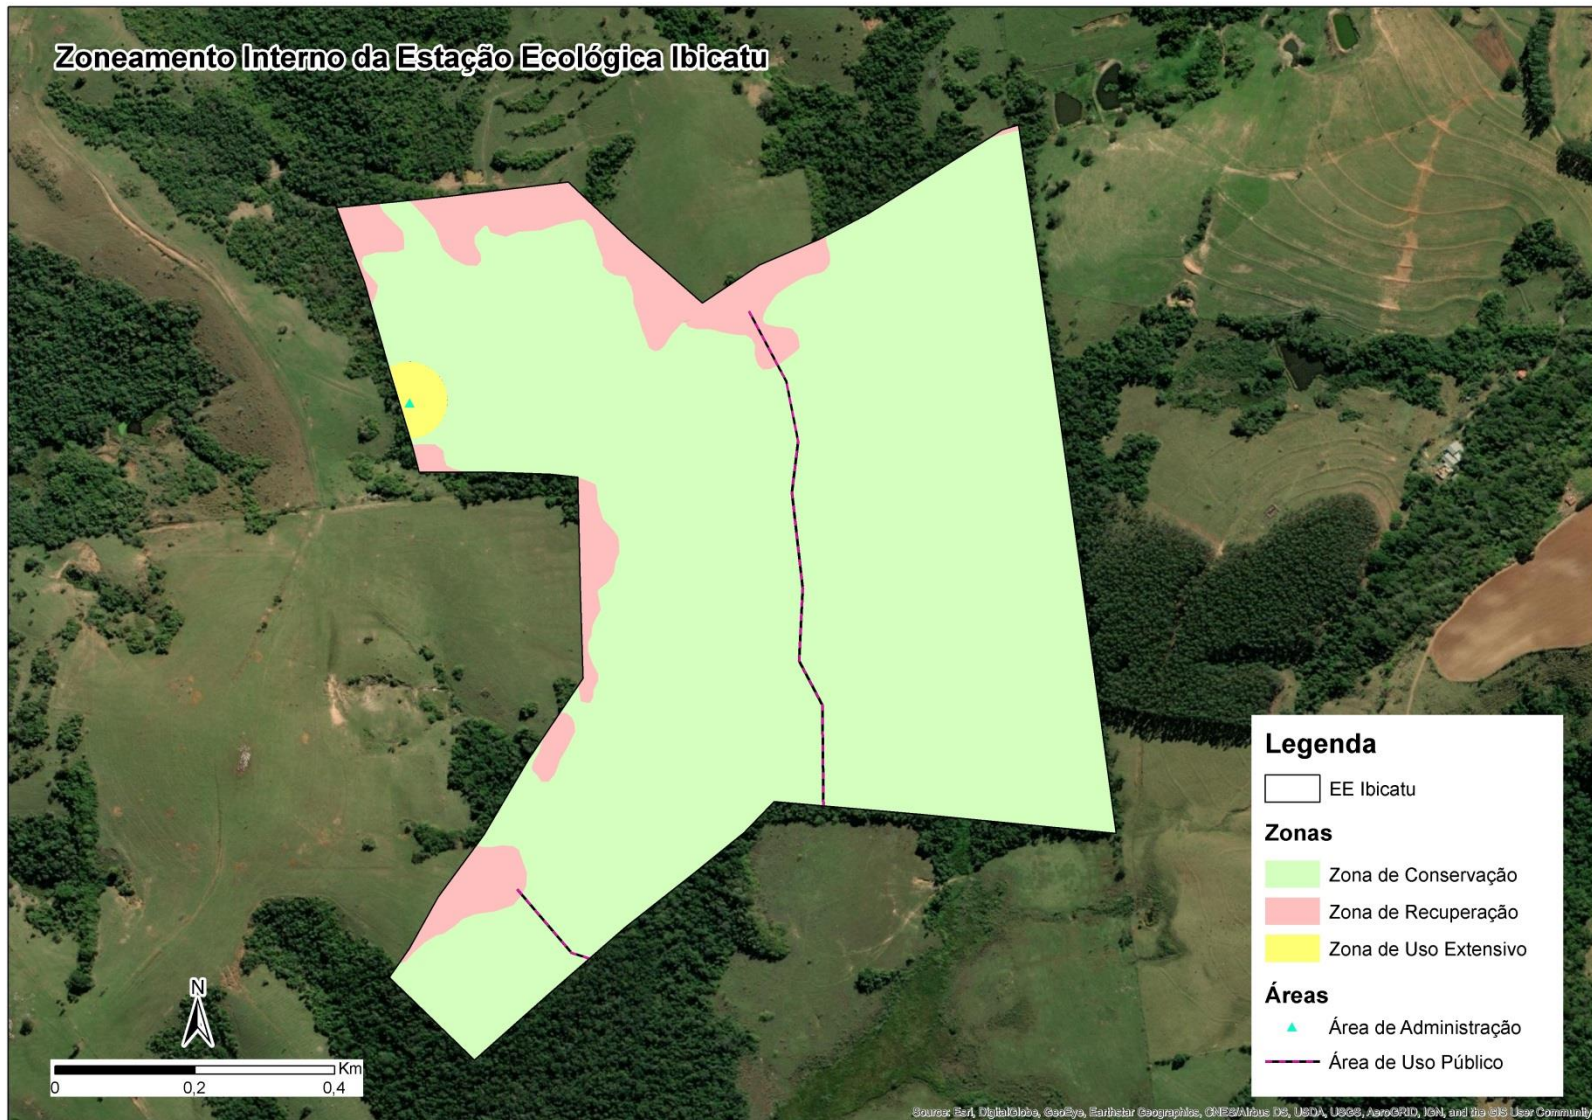 Zoneamento Interno da Estação Ecológica Ibicatu
Legenda
EE Ibicatu
Zonas
Zona de Conservação
Zona de Recuperação
Zona de Uso Extensivo
Áreas
Área de Administração
Área de Uso Público
N
Km
0 0,2 0,4
Source: Esri, DigitalGlobe, GeoEye, Earthstar Geographics, CNES/Airbus DS, USDA, USGS, AeroGRID, IGN, and the GIS User Community